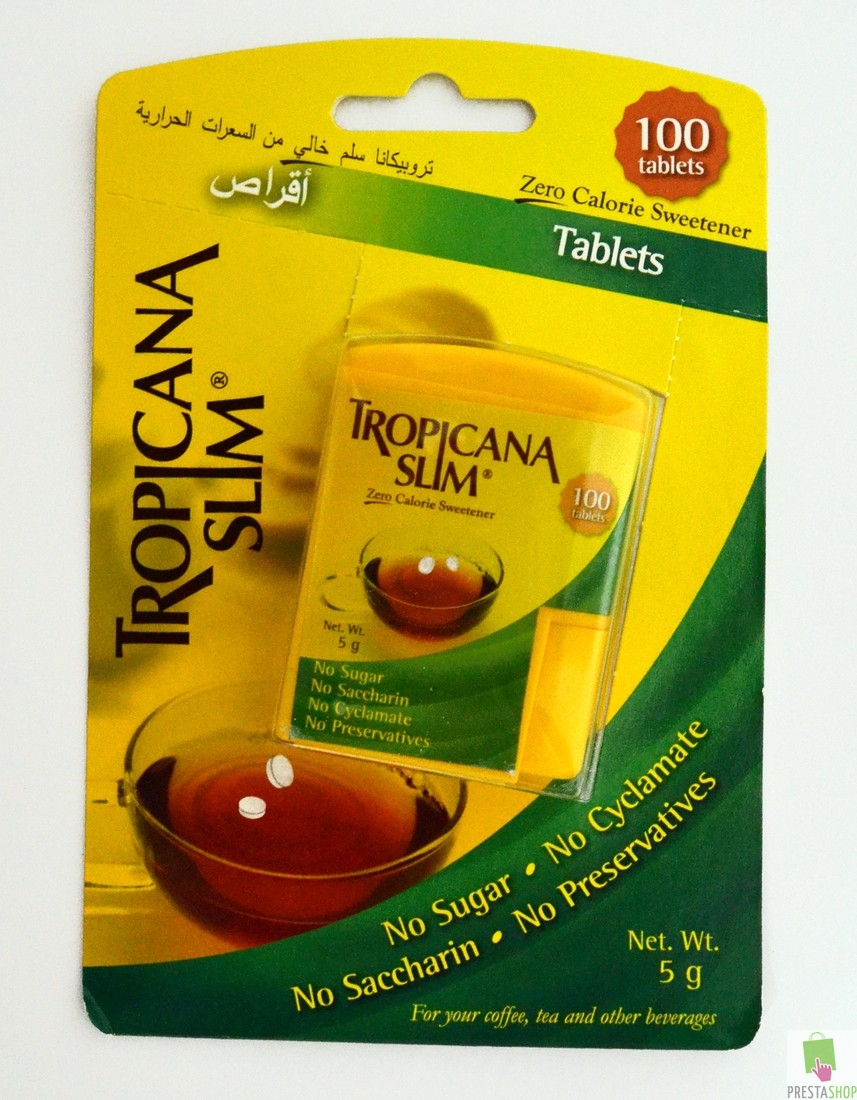 تروبيكانا سلم خالي من السعرات الحرارية
أقراص
100
tablets
Zero Calorie Sweetener
Tablets
TROPICANA
SLIM®
TROPICANA
SLIM®
Zero Calorie Sweetener
100
tablets
Net. Wt.
5 g
No Sugar
No Saccharin
No Cyclamate
No Preservatives
No Sugar • No Cyclamate
No Saccharin • No Preservatives
Net. Wt.
5 g
For your coffee, tea and other beverages
PRESTASHOP